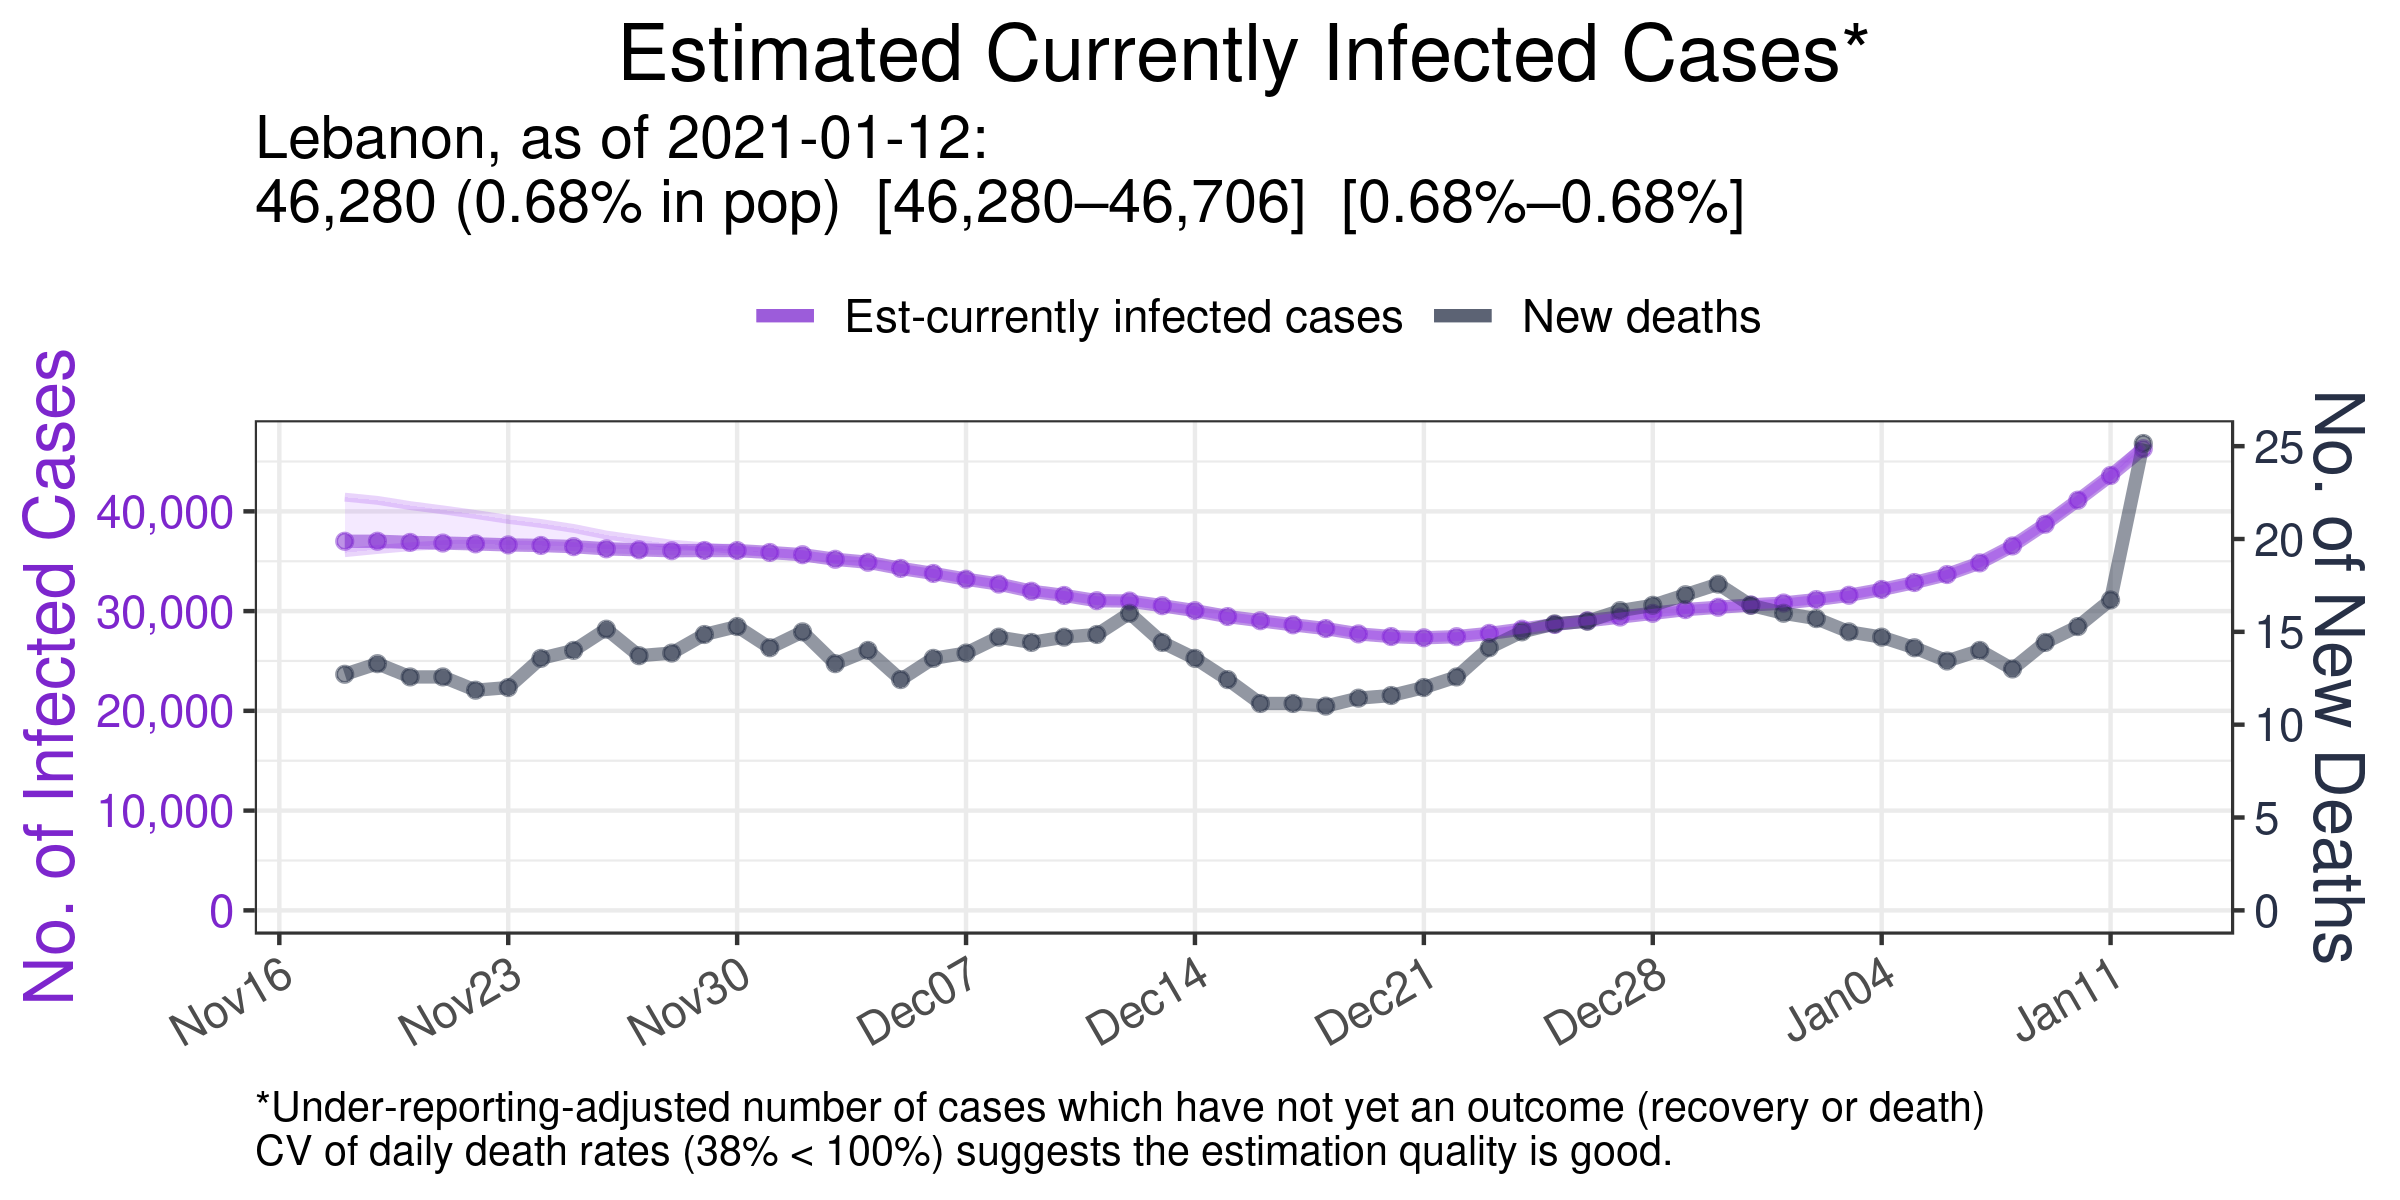 Estimated Currently Infected Cases*
Lebanon, as of 2021-01-12:
46,280 (0.68% in pop)  [46,280–46,706]  [0.68%–0.68%]
Est-currently infected cases
New deaths
No. of Infected Cases
40,000
30,000
20,000
10,000
0
25
20
15
10
5
0
No. of New Deaths
Nov16
Nov23
Nov30
Dec07
Dec14
Dec21
Dec28
Jan04
Jan11
*Under-reporting-adjusted number of cases which have not yet an outcome (recovery or death)
CV of daily death rates (38% < 100%) suggests the estimation quality is good.